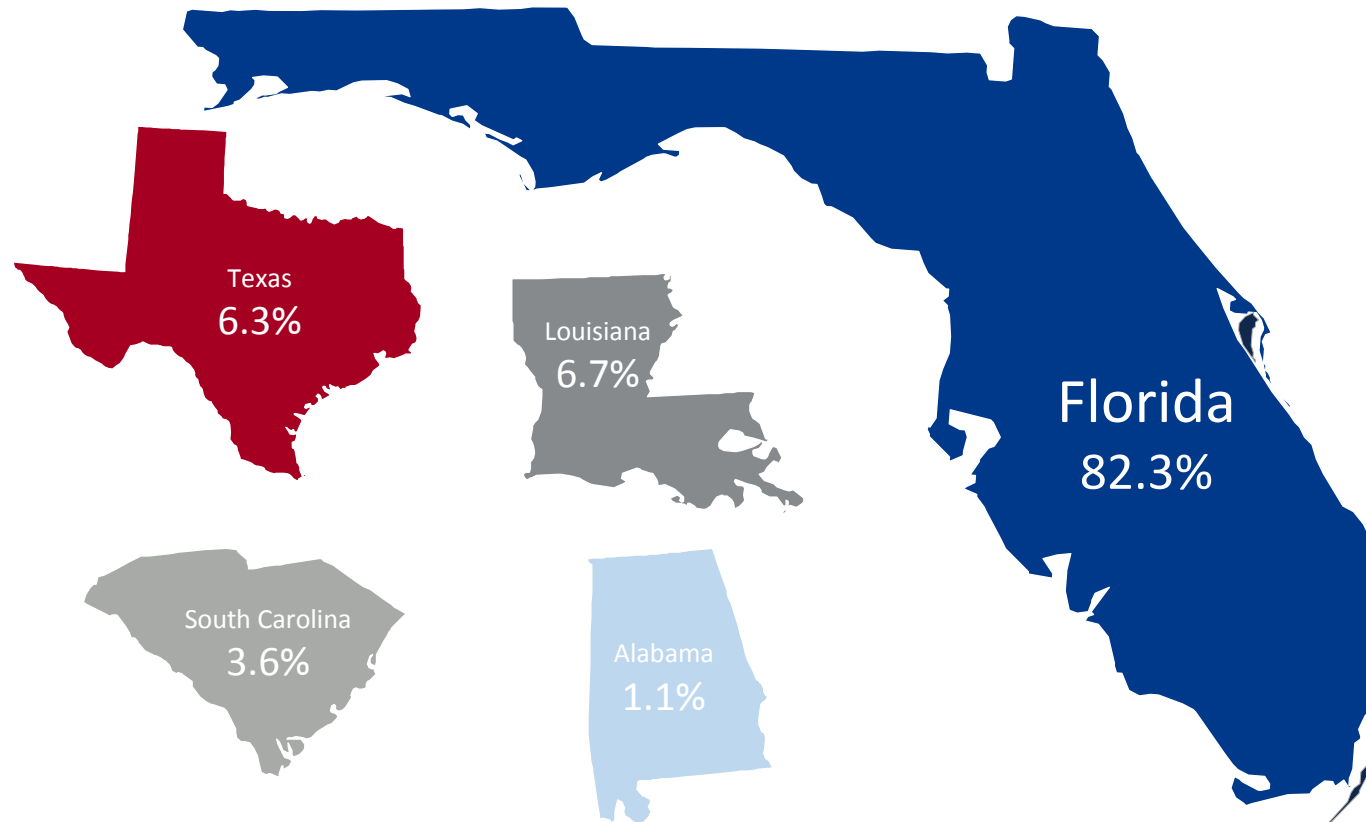 Texas
6.3%
Louisiana
6.7%
Florida
82.3%
South Carolina
3.6%
Alabama
1.1%